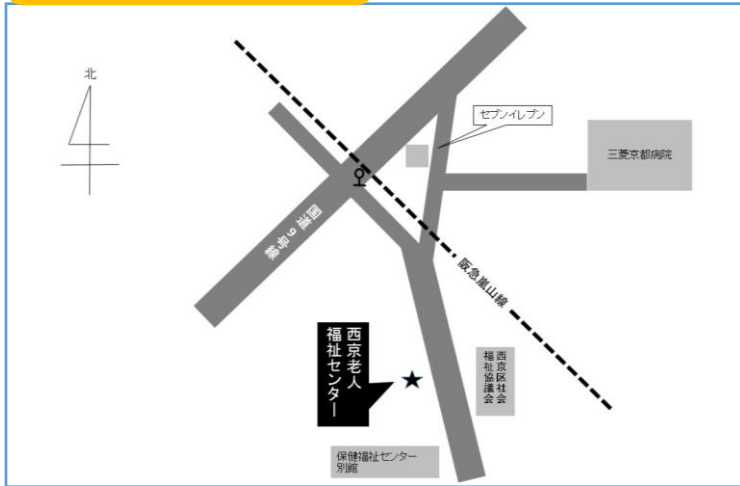 北
セブンイレブン
三菱京都病院
国道9号線
阪急嵐山線
西京老人
福祉センター
西京区社会
福祉協議会
保健福祉センター
別館